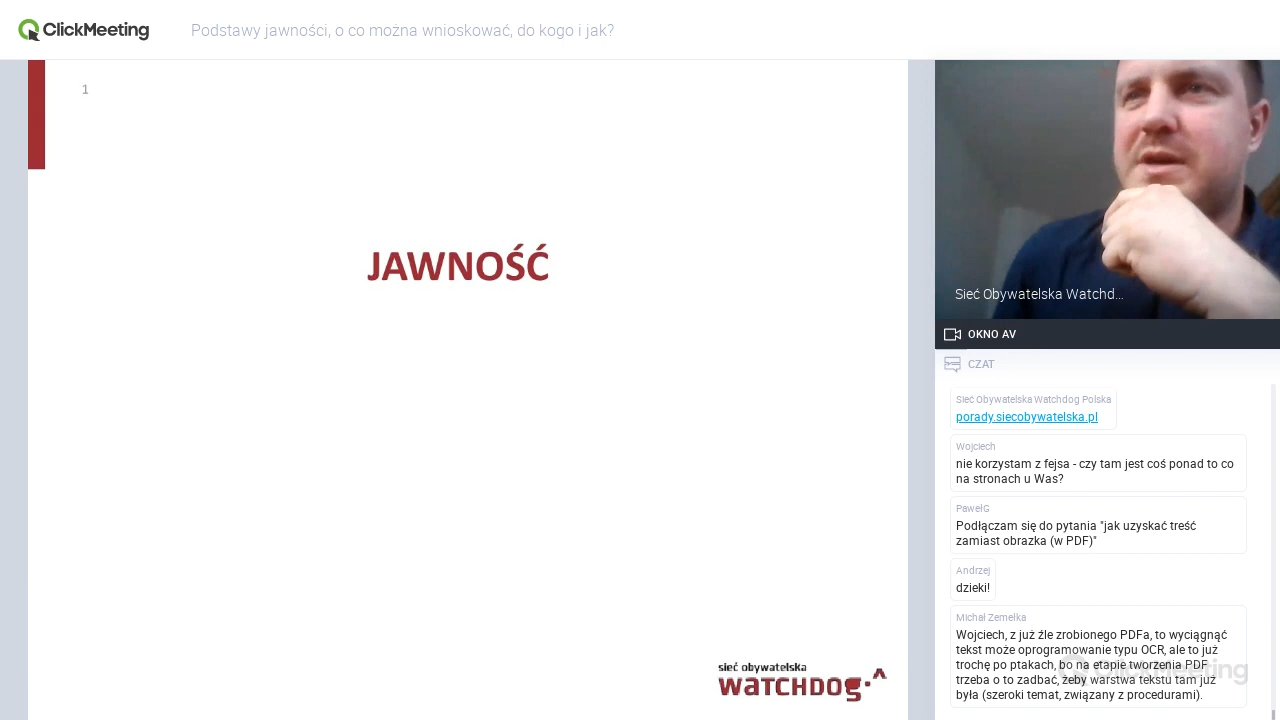 ClickMeeting
Podstawy jawności, o co można wnioskować, do kogo i jak?
1
JAWNOŚĆ
sieć obywatelska
WATCHDOG
Sieć Obywatelska Watchd...
OKNO AV
CZAT
Sieć Obywatelska Watchdog Polska
porady.siecobywatelska.pl
Wojciech
nie korzystam z fejsa - czy tam jest coś ponad to co
na stronach u Was?
PawełG
Podłączam się do pytania "jak uzyskać treść
zamiast obrazka (w PDF)"
Andrzej
dzieki!
Michał Zemełka
Wojciech, z już źle zrobionego PDFa, to wyciągnąć
tekst może oprogramowanie typu OCR, ale to już
trochę po ptakach, bo na etapie tworzenia PDF
trzeba o to zadbać, żeby warstwa tekstu tam już
była (szeroki temat, związany z procedurami).
ClickMeeting